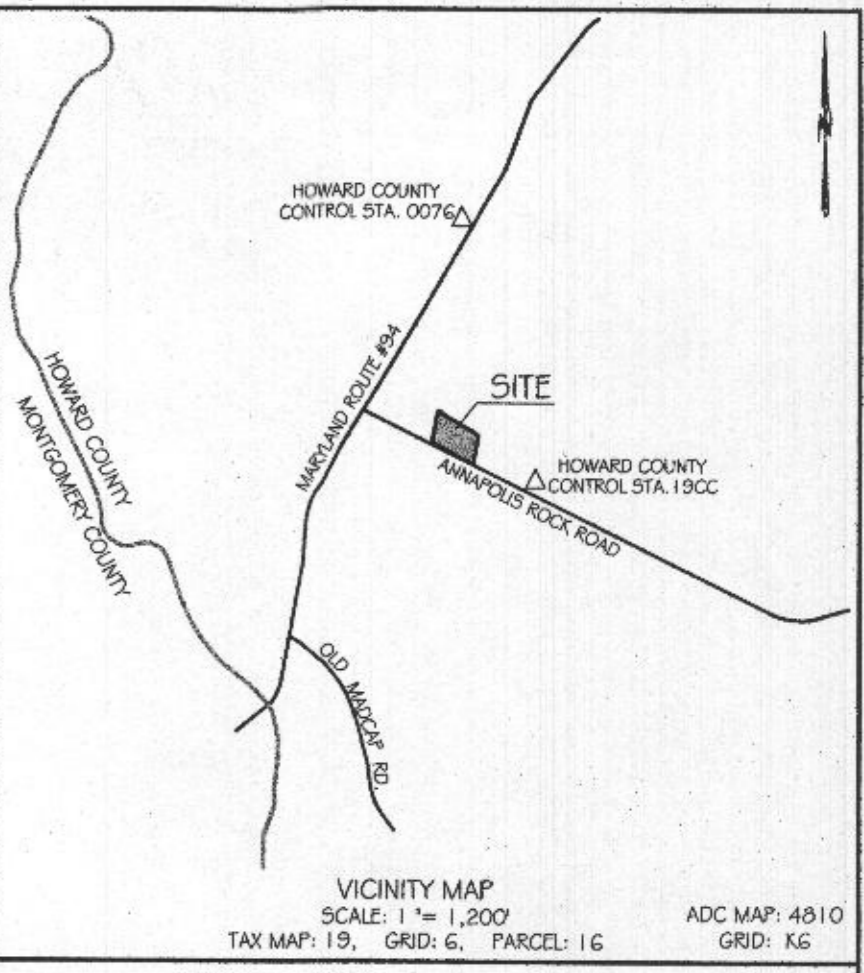 HOWARD COUNTY
CONTROL STA. 0076
MARYLAND ROUTE #94
HOWARD COUNTY
MONTGOMERY COUNTY
SITE
HOWARD COUNTY
CONTROL STA. 19CC
ANNAPOLIS ROCK ROAD
OLD MADCAP RD.
VICINITY MAP
SCALE: 1 "= 1,200'
TAX MAP: 19, GRID: 6, PARCEL: 16
ADC MAP: 4810
GRID: K6